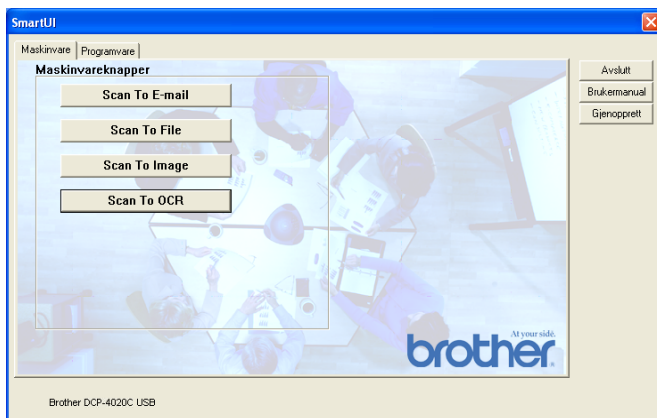 SmartUI
Maskinvare
Programvare
Maskinvareknapper
Scan To E-mail
Scan To File
Scan To Image
Scan To OCR
Avslutt
Brukermanual
Gjenopprett
At your side.
brother
Brother DCP-4020C USB